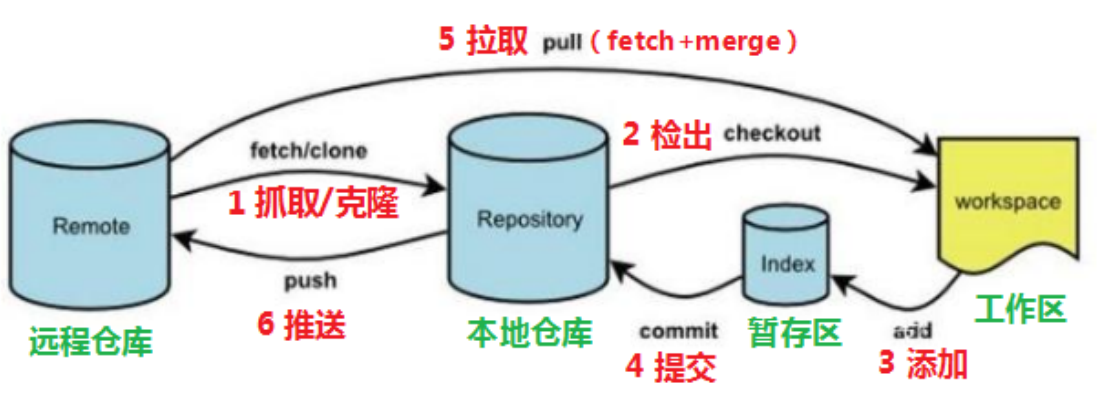 5 拉取 pull ( fetch+merge )
fetch/clone
1 抓取/克隆
2 检出 checkout
Remote
Repository
workspace
Index
push
6 推送
远程仓库
本地仓库
commit
4 提交
暂存区
add
3 添加
工作区